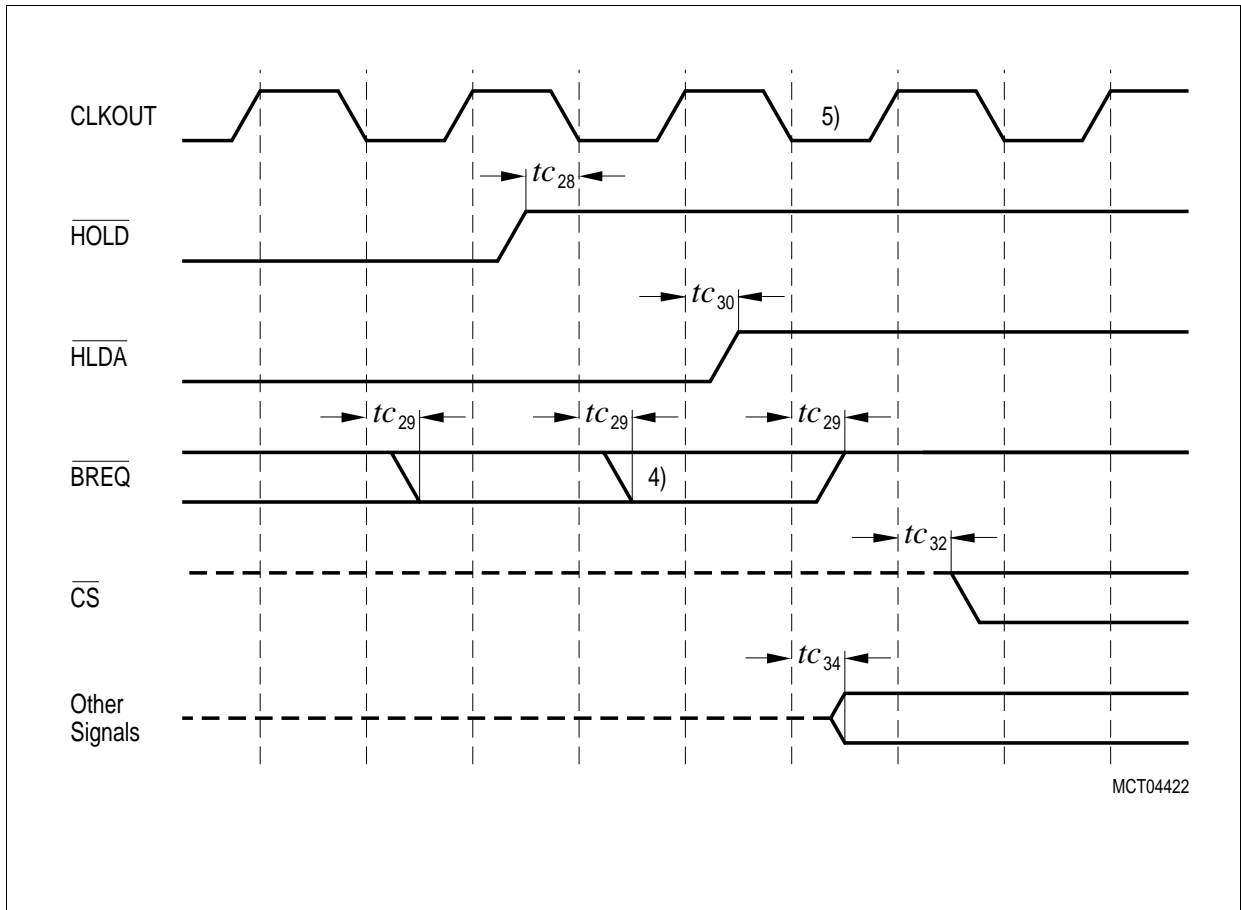 CLKOUT
5)
tc28
HOLD
tc30
HLDA
tc29 tc29 tc29
BREQ
4)
tc32
CS
tc34
Other
Signals
MCT04422